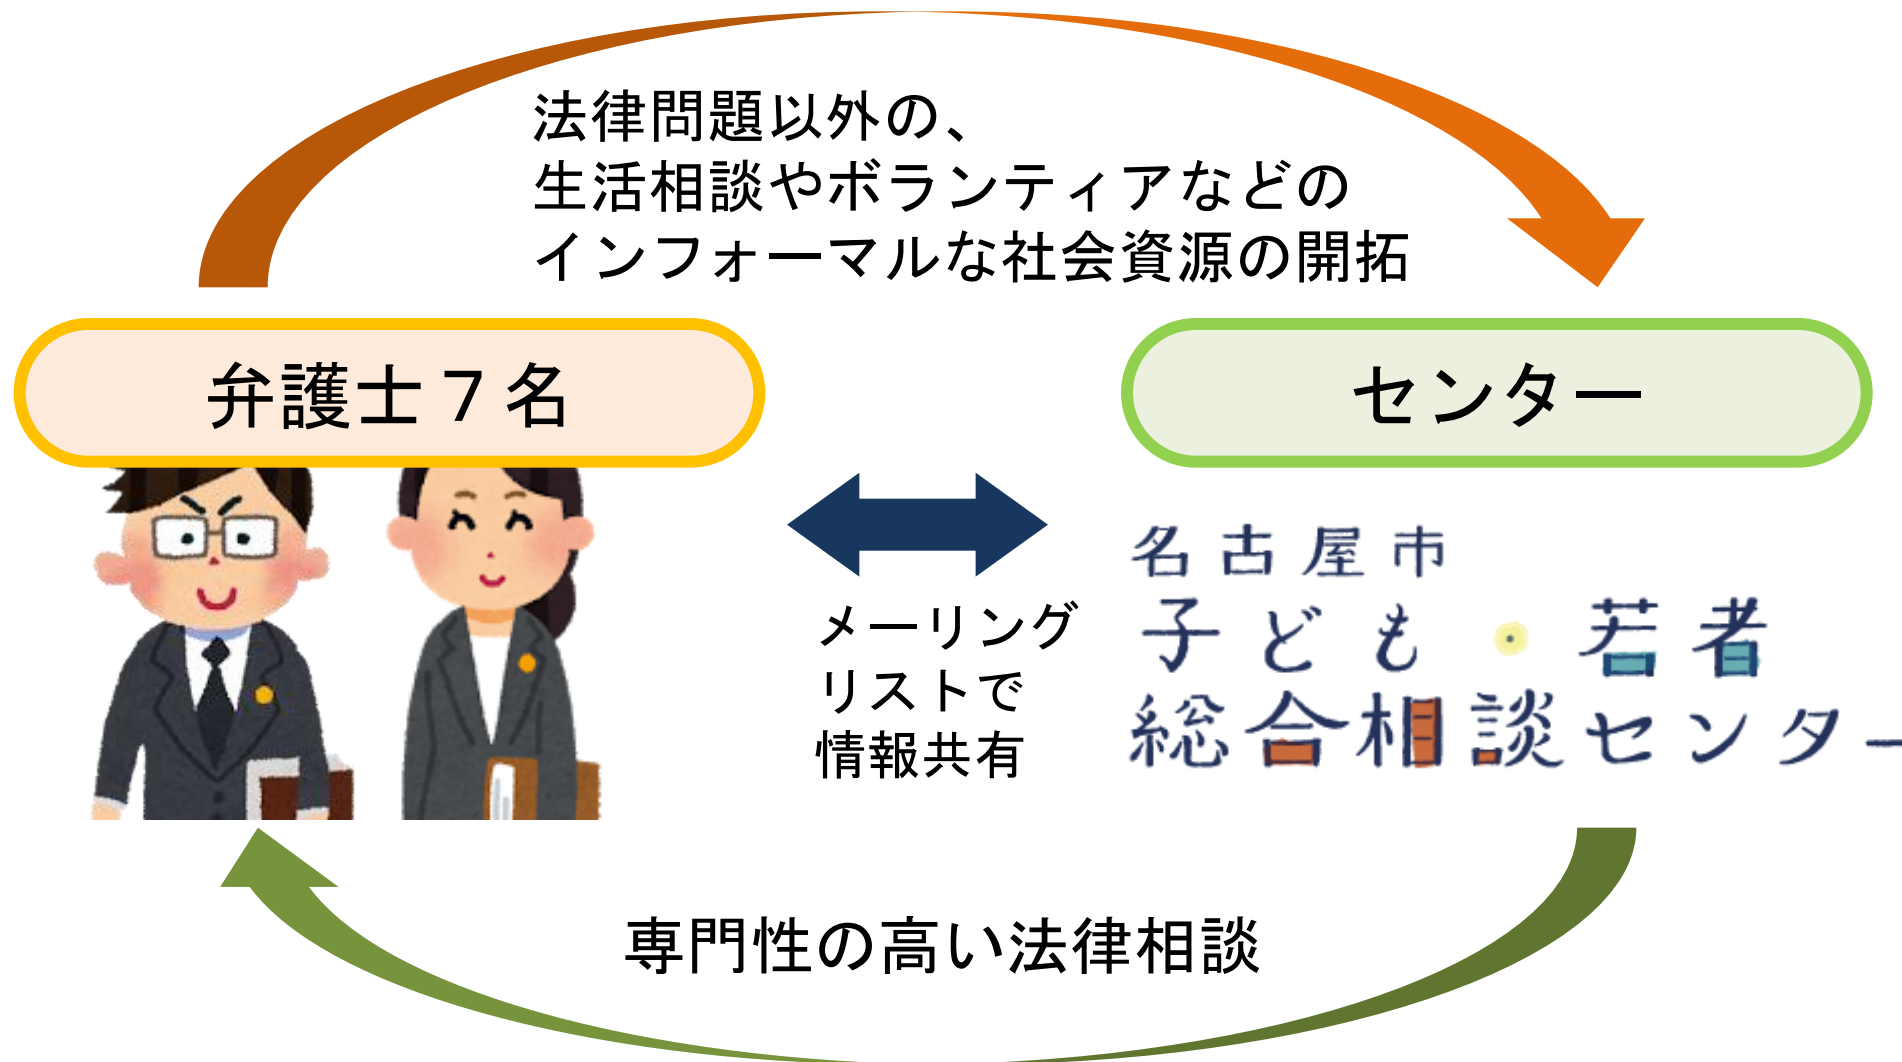 法律問題以外の、
生活相談やボランティアなどの
インフォーマルな社会資源の開拓
弁護士７名
センター
メーリング
リストで
情報共有
名古屋市
子ども・若者
総合相談センター
専門性の高い法律相談